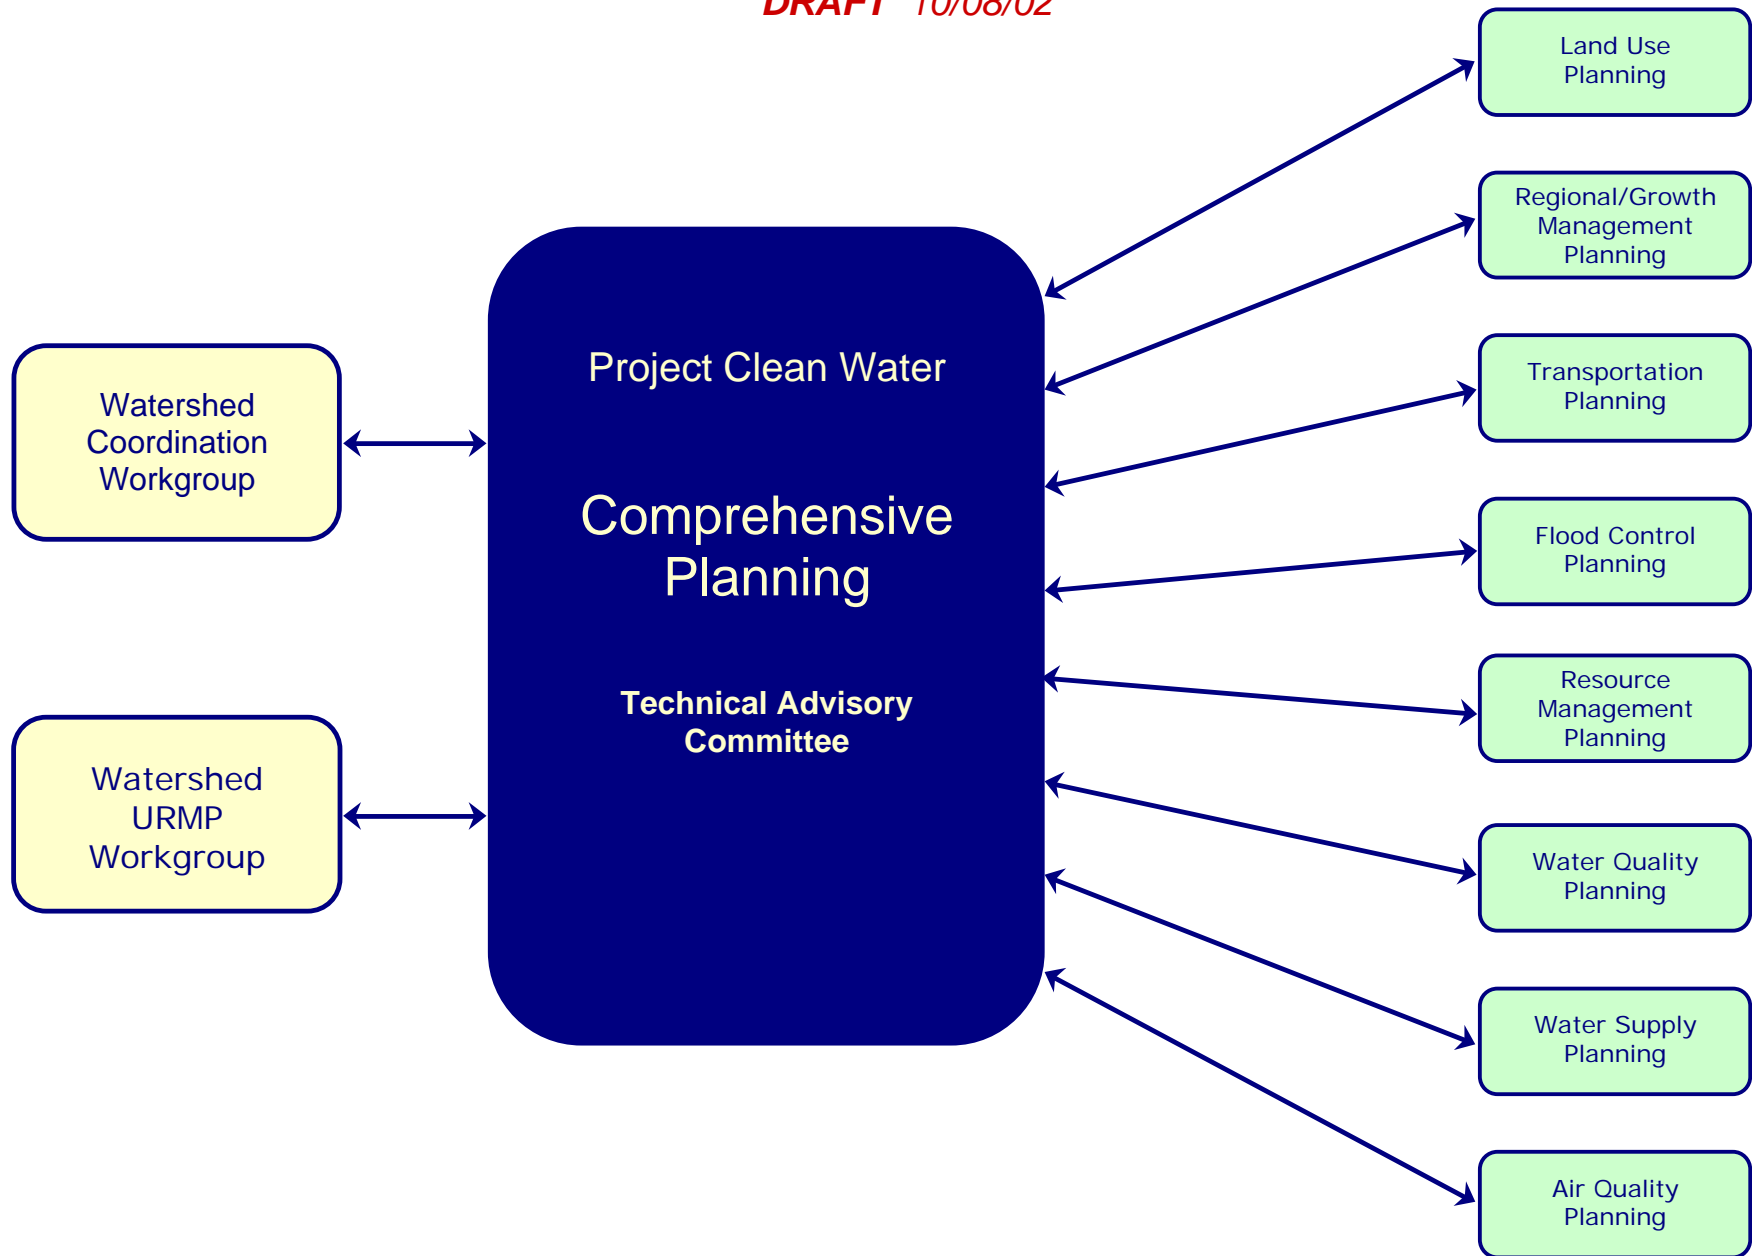 DRAFT 10/08/02
Watershed
Coordination
Workgroup
Watershed
URMP
Workgroup
Project Clean Water
Comprehensive
Planning
Technical Advisory
Committee
Land Use
Planning
Regional/Growth
Management
Planning
Transportation
Planning
Flood Control
Planning
Resource
Management
Planning
Water Quality
Planning
Water Supply
Planning
Air Quality
Planning